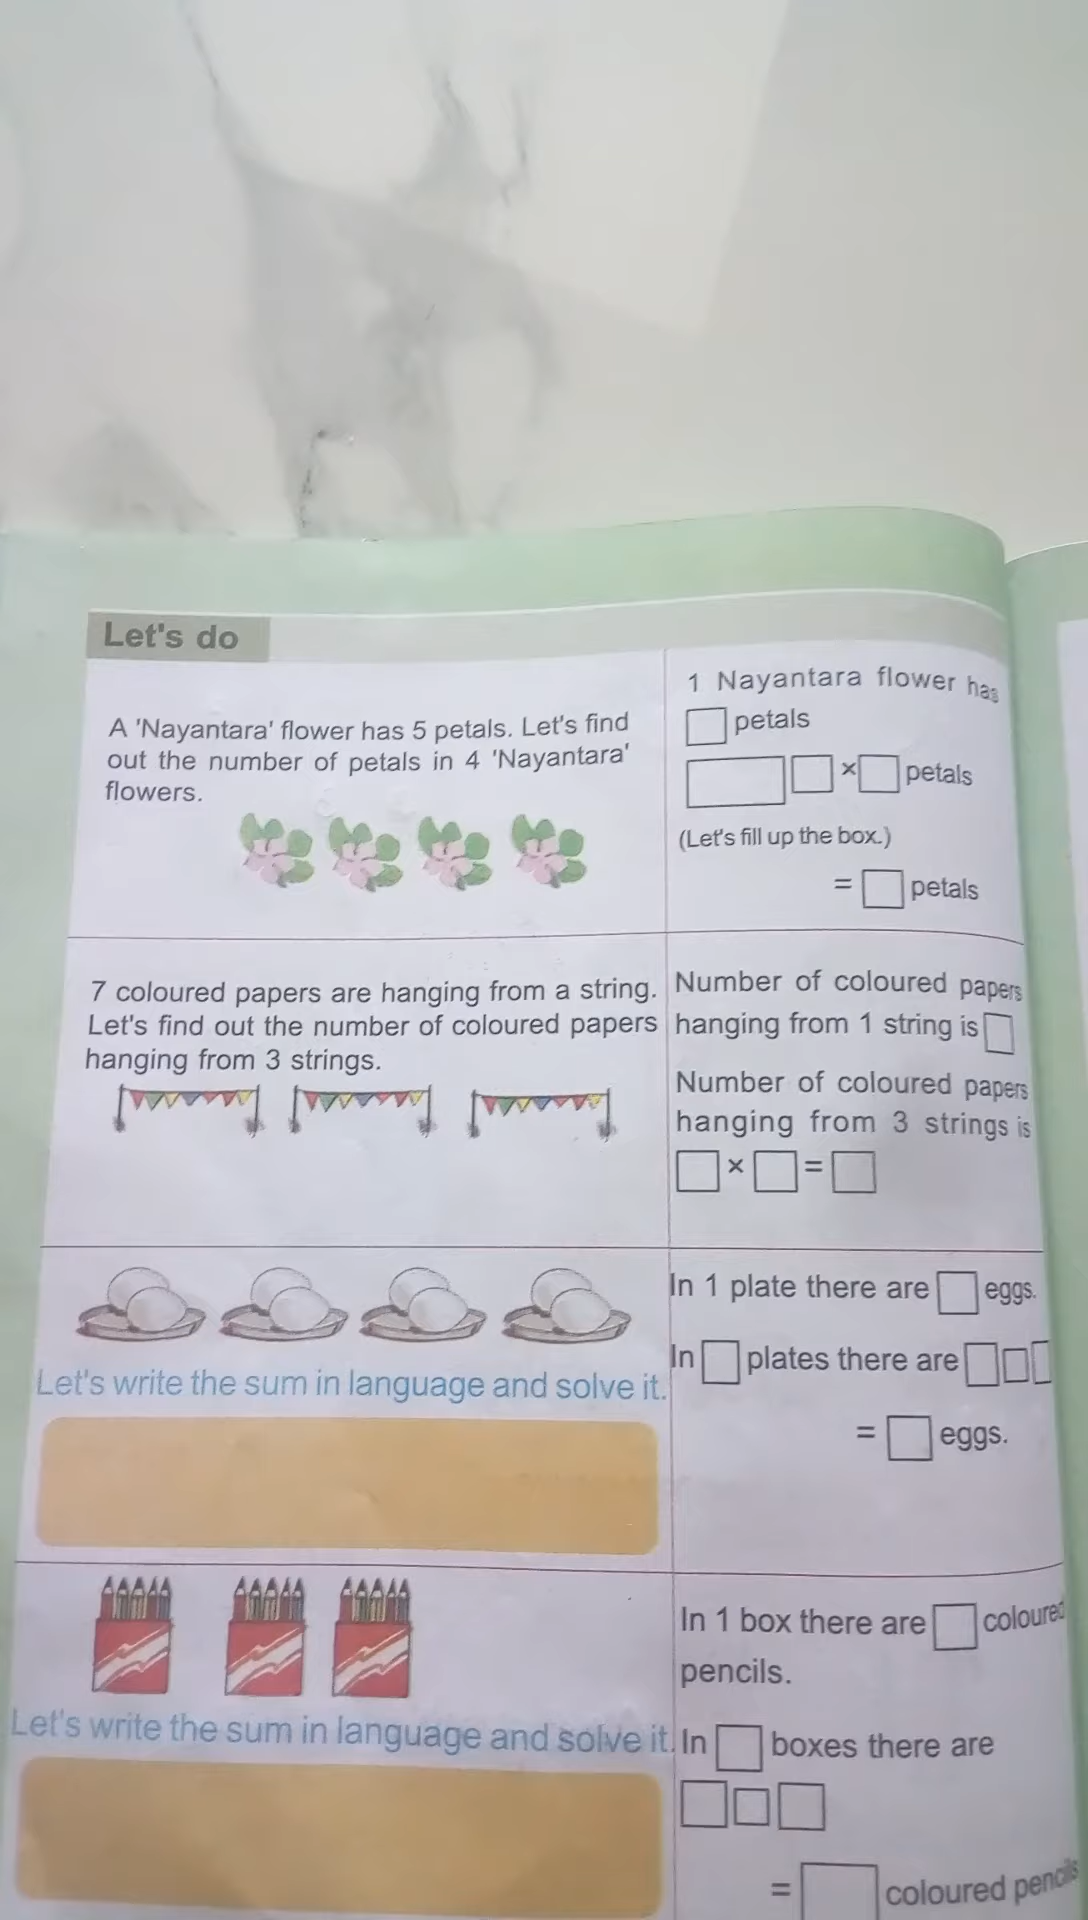 Let's do
A 'Nayantara' flower has 5 petals. Let's find
out the number of petals in 4 'Nayantara'
flowers.
1 Nayantara flower has
petals
× petals
(Let's fill up the box.)
= petals
7 coloured papers are hanging from a string.
Let's find out the number of coloured papers
hanging from 3 strings.
Number of coloured papers
hanging from 1 string is
Number of coloured papers
hanging from 3 strings is
× =
Let's write the sum in language and solve it.
In 1 plate there are eggs.
In plates there are
= eggs.
Let's write the sum in language and solve it.
In 1 box there are coloured
pencils.
In boxes there are
= coloured pencils